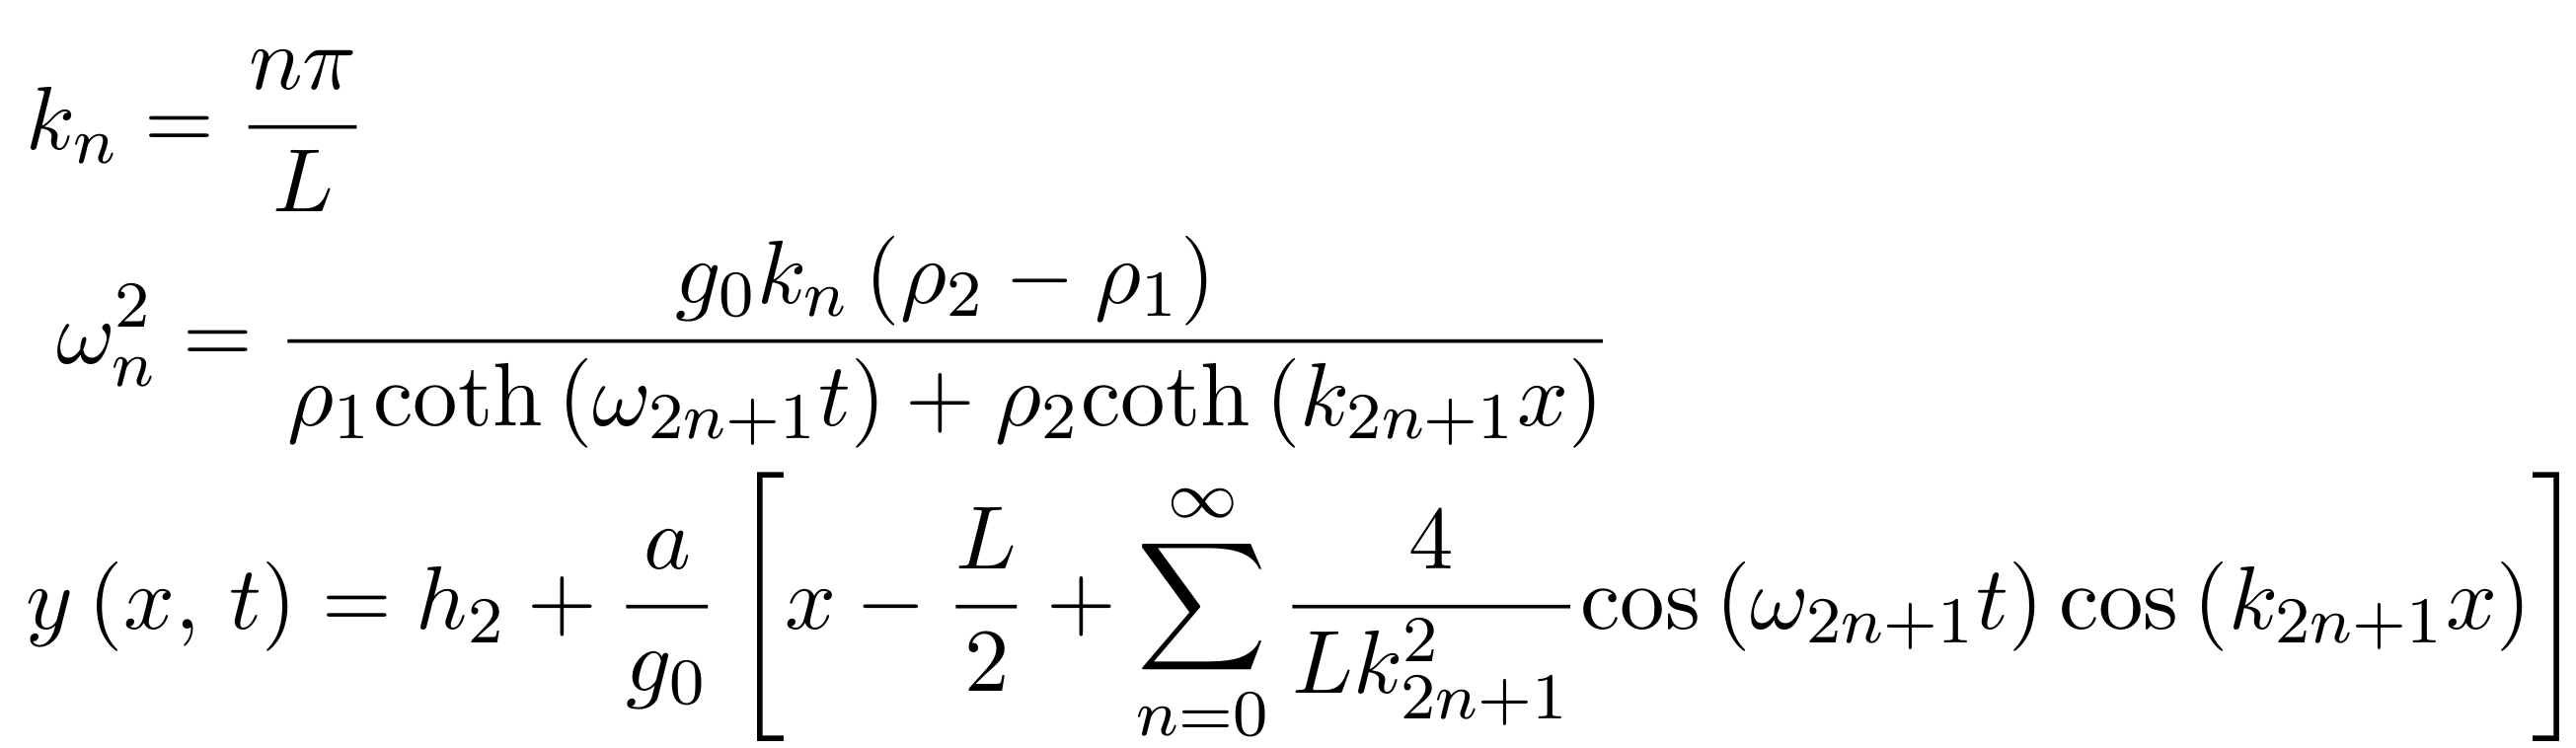 k_n = \frac{n\pi}{L}
\omega_n^2 = \frac{g_0 k_n (\rho_2 - \rho_1)}{\rho_1 \coth(\omega_{2n+1} t) + \rho_2 \coth(k_{2n+1} x)}
y(x, t) = h_2 + \frac{a}{g_0} \left[ x - \frac{L}{2} + \sum_{n=0}^{\infty} \frac{4}{L k_{2n+1}^2} \cos(\omega_{2n+1} t) \cos(k_{2n+1} x) \right]